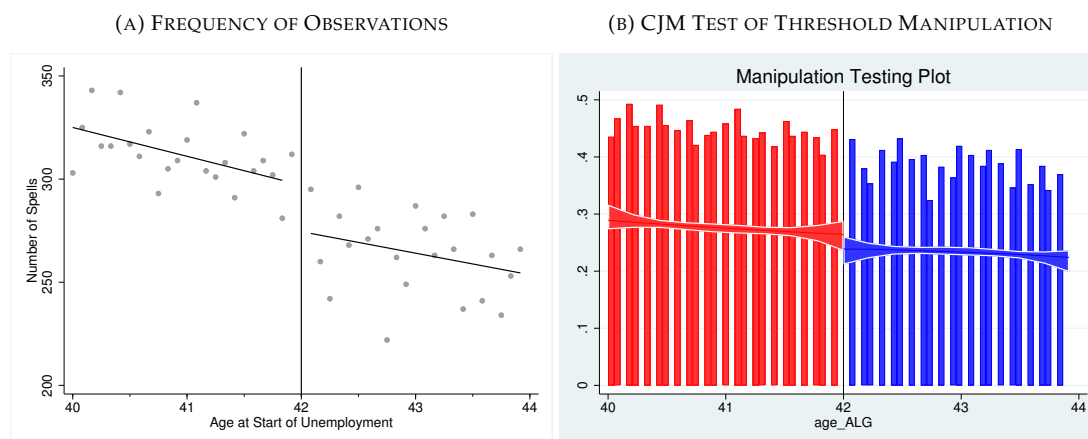 (A) FREQUENCY OF OBSERVATIONS
350
300
250
200
Number of Spells
40 41 42 43 44
Age at Start of Unemployment
(B) CJM TEST OF THRESHOLD MANIPULATION
Manipulation Testing Plot
.5
.4
.3
.2
.1
0
40 41 42 43 44
age_ALG